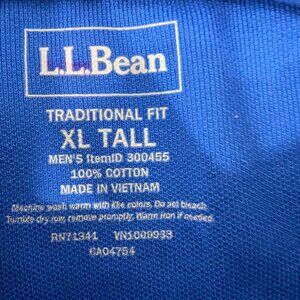 L.L.Bean
TRADITIONAL FIT
XL TALL
MEN'S ItemID 300455
100% COTTON
MADE IN VIETNAM
Machine wash warm with like colors. Do not bleach.
Tumble dry low, remove promptly. Warm iron if needed.
RN71341 VN1000933
CA04754